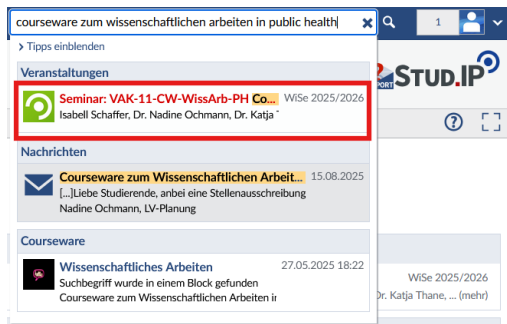 courseware zum wissenschaftlichen arbeiten in public health
1
> Tipps einblenden
Veranstaltungen
Seminar: VAK-11-CW-WissArb-PH Co... WiSe 2025/2026
Isabell Schaffer, Dr. Nadine Ochmann, Dr. Katja
PORT Stud.IP
Nachrichten
Courseware zum Wissenschaftlichen Arbeit... 15.08.2025
[...]Liebe Studierende, anbei eine Stellenausschreibung
Nadine Ochmann, LV-Planung
Courseware
Wissenschaftliches Arbeiten 27.05.2025 18:22
Suchbegriff wurde in einem Block gefunden
Courseware zum Wissenschaftlichen Arbeiten
WiSe 2025/2026
Dr. Katja Thane, ... (mehr)